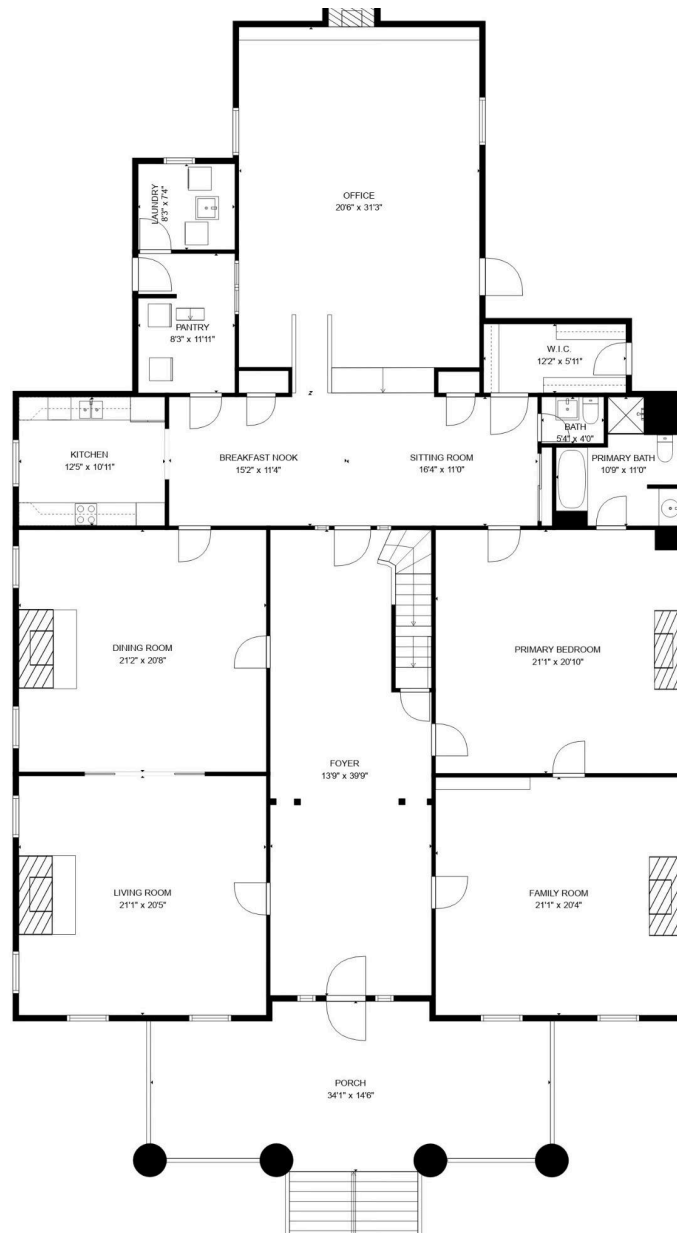 OFFICE
20'6" x 31'3"
LAUNDRY
8'3" x 7'4"
PANTRY
8'3" x 11'11"
W.I.C.
12'2" x 5'11"
BATH
5'4" x 4'0"
KITCHEN
12'5" x 10'11"
BREAKFAST NOOK
15'2" x 11'4"
SITTING ROOM
16'4" x 11'0"
PRIMARY BATH
10'9" x 11'0"
DINING ROOM
21'2" x 20'8"
PRIMARY BEDROOM
21'1" x 20'10"
FOYER
13'9" x 39'9"
LIVING ROOM
21'1" x 20'5"
FAMILY ROOM
21'1" x 20'4"
PORCH
34'1" x 14'6"